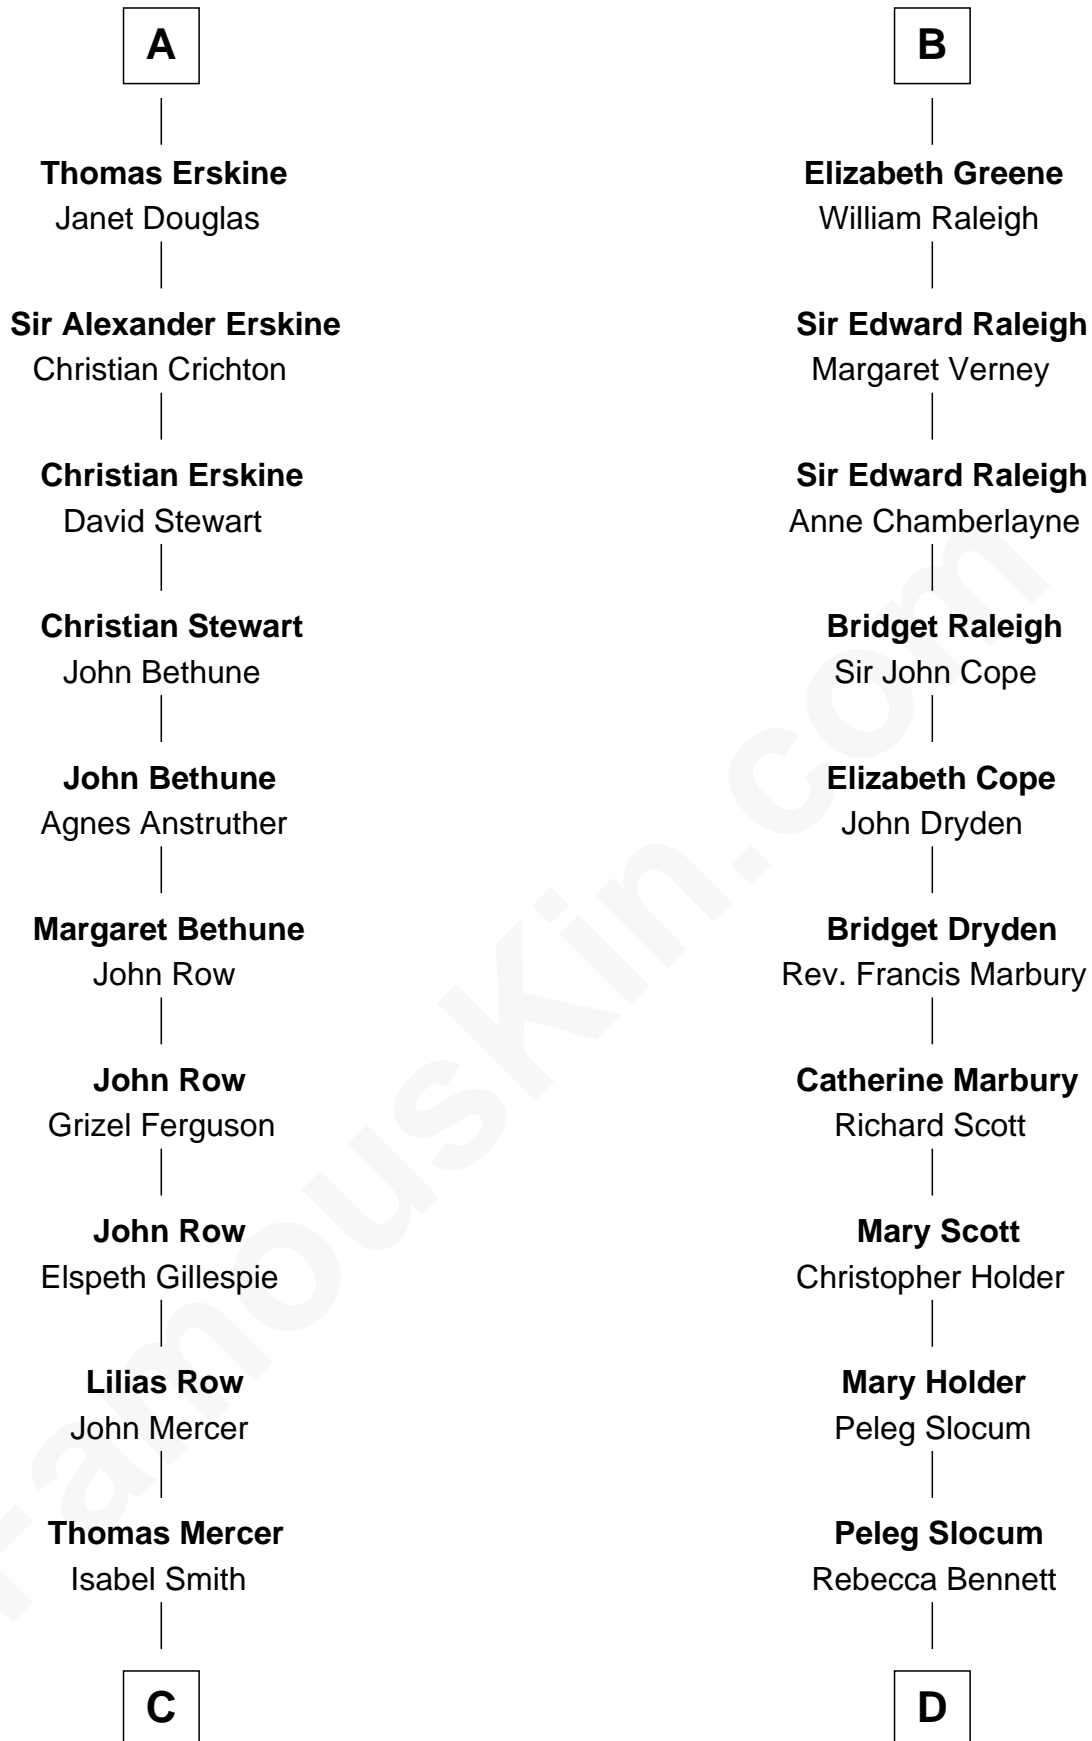 A
Thomas Erskine
Janet Douglas
Sir Alexander Erskine
Christian Crichton
Christian Erskine
David Stewart
Christian Stewart
John Bethune
John Bethune
Agnes Anstruther
Margaret Bethune
John Row
John Row
Grizel Ferguson
John Row
Elspeth Gillespie
Lilias Row
John Mercer
Thomas Mercer
Isabel Smith
C
B
Elizabeth Greene
William Raleigh
Sir Edward Raleigh
Margaret Verney
Sir Edward Raleigh
Anne Chamberlayne
Bridget Raleigh
Sir John Cope
Elizabeth Cope
John Dryden
Bridget Dryden
Rev. Francis Marbury
Catherine Marbury
Richard Scott
Mary Scott
Christopher Holder
Mary Holder
Peleg Slocum
Peleg Slocum
Rebecca Bennett
D
FamousKin.com